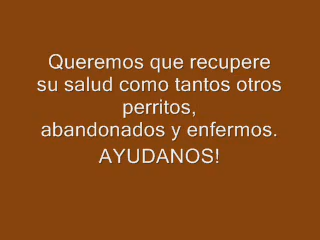 Queremos que recupere
su salud como tantos otros
perritos,
abandonados y enfermos.
AYUDANOS!